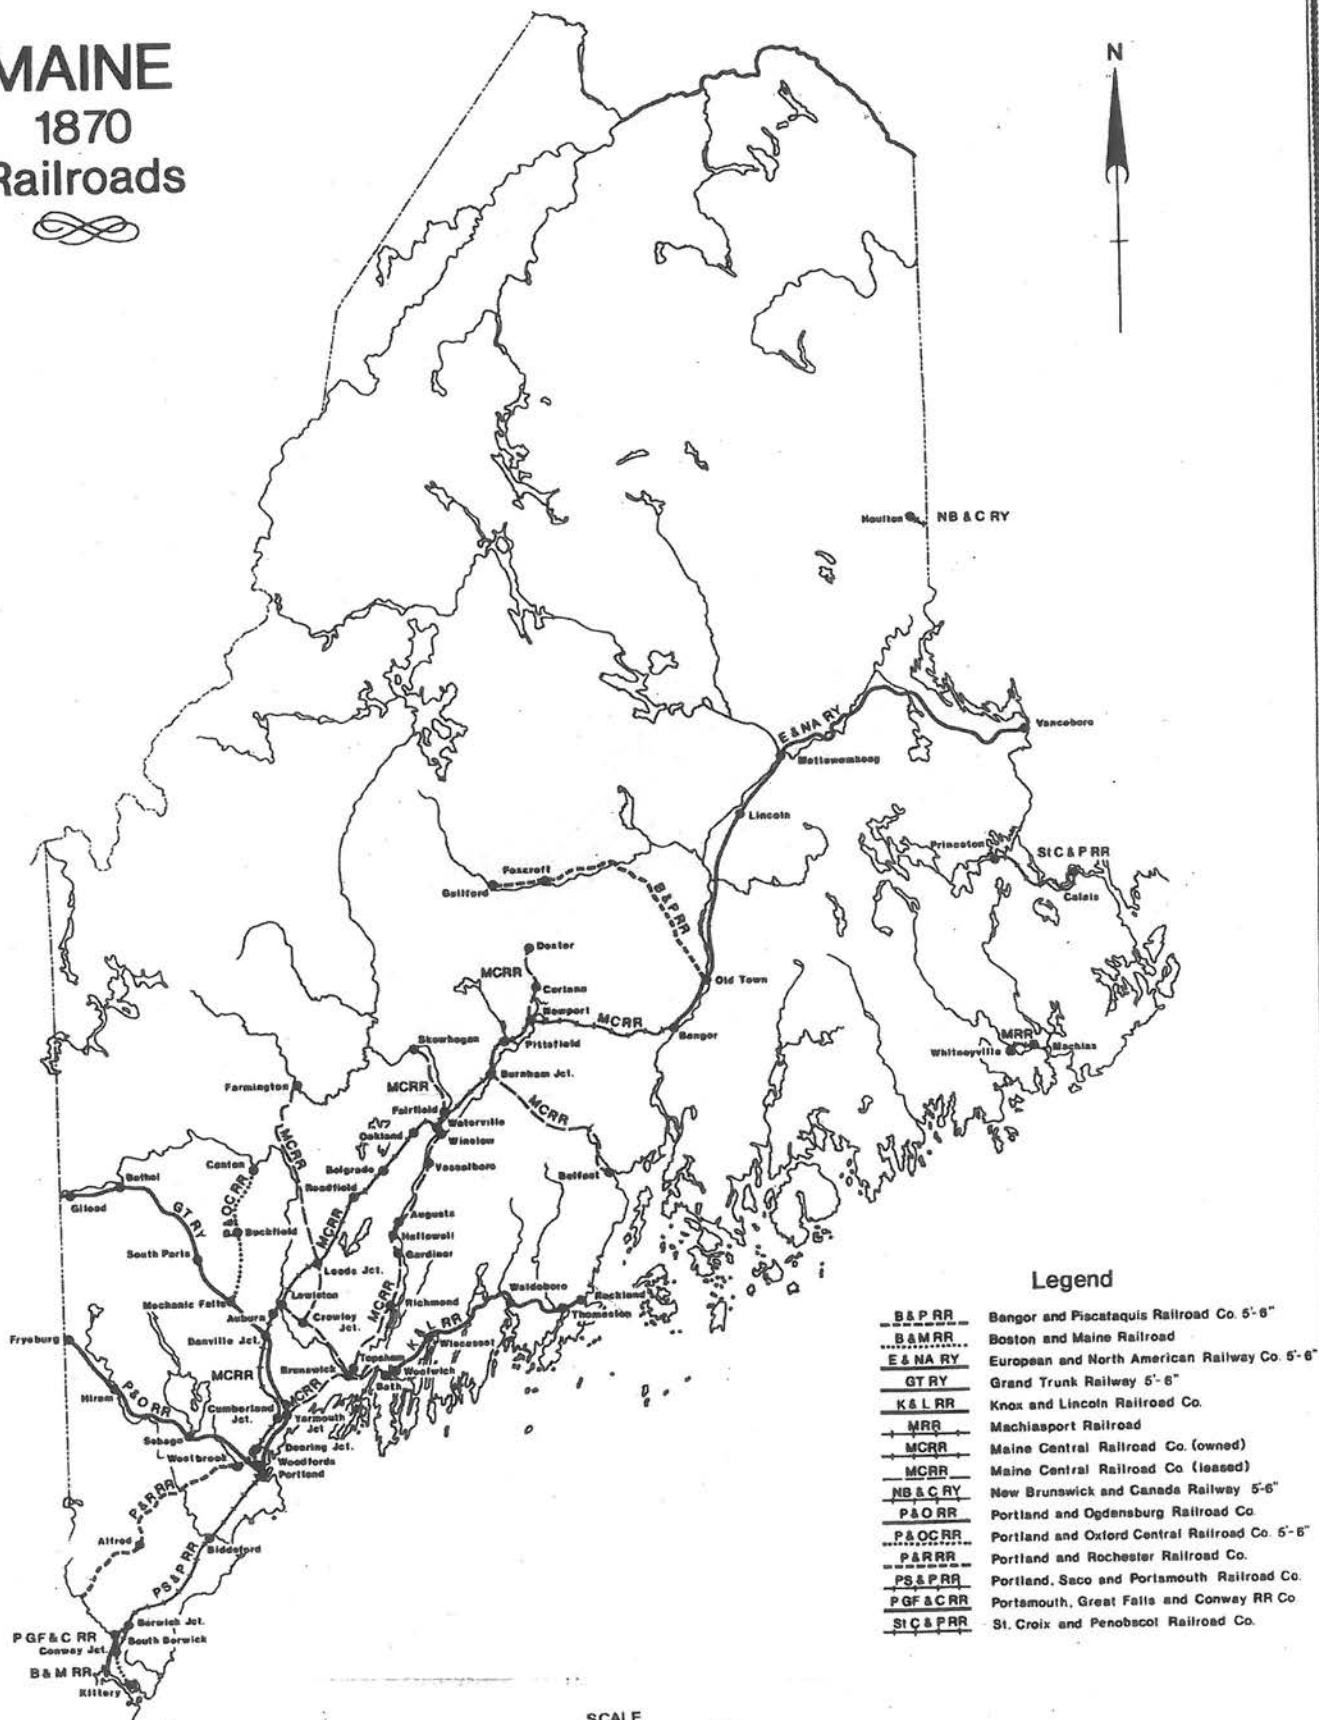 MAINE
1870
Railroads
N
Houlton
NB & C RY
E & NA RY
Vanceboro
Mattawamkeag
Lincoln
Princeton
St C & P RR
Calais
Foxcroft
Guilford
B & P RR
Dexter
MCRR
Corinna
Newport
MCRR
Old Town
Bangor
Pittsfield
MRR
Whitneyville
Machias
Skowhegan
Burnham Jct.
Farmington
MCRR
Fairfield
MCRR
Waterville
Oakland
Winslow
MCRR
Canton
Belgrade
Vassalboro
Belfast
Bethel
Readfield
Gilead
GT RY
P & OC RR
Buckfield
MCRR
Augusta
Hallowell
Gardiner
South Paris
Leeds Jct.
Mechanic Falls
Lewiston
MCRR
Richmond
Waldoboro
Rockland
Auburn
Crowley
Jct.
K & L RR
Thomaston
Fryeburg
Danville Jct.
Wiscasset
Topsham
Brunswick
Woolwich
Bath
MCRR
MCRR
Hiram
P&O RR
Cumberland
Jct.
Yarmouth
Jct
Sebago
Deering Jct.
Westbrook
Woodfords
Portland
P&R RR
Alfred
Biddeford
PS & P RR
Berwick Jct.
P GF & C RR
South Berwick
Conway Jct.
B & M RR
Kittery
SCALE
Legend
B & P RR Bangor and Piscataquis Railroad Co. 5'-6"
B & M RR Boston and Maine Railroad
E & NA RY European and North American Railway Co. 5'-6"
GT RY Grand Trunk Railway 5'-6"
K & L RR Knox and Lincoln Railroad Co.
MRR Machiasport Railroad
MCRR Maine Central Railroad Co. (owned)
MCRR Maine Central Railroad Co (leased)
NB & C RY New Brunswick and Canada Railway 5'-6"
P & O RR Portland and Ogdensburg Railroad Co.
P & OC RR Portland and Oxford Central Railroad Co. 5'-6"
P & R RR Portland and Rochester Railroad Co.
PS & P RR Portland, Saco and Portsmouth Railroad Co.
P GF & C RR Portsmouth, Great Falls and Conway RR Co
St C & P RR St. Croix and Penobscot Railroad Co.